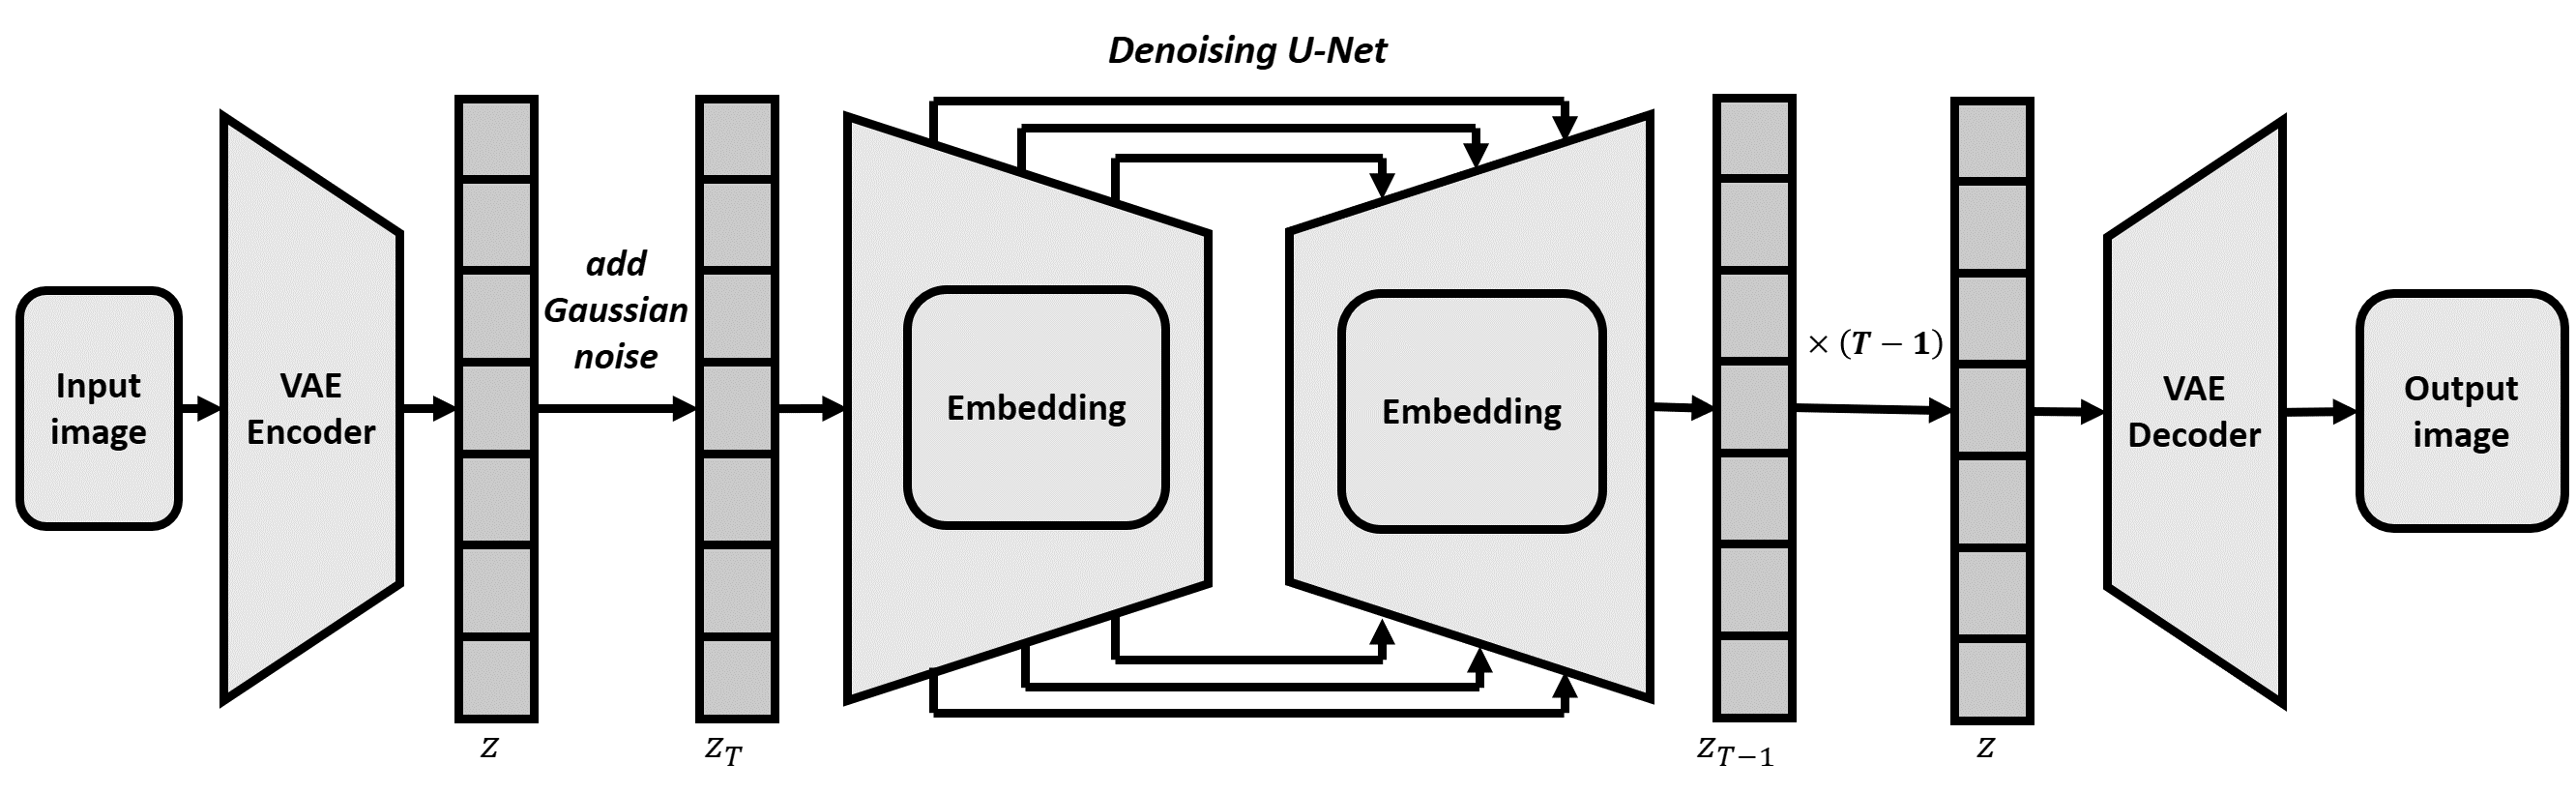 Denoising U-Net
Input
image
VAE
Encoder
z
add
Gaussian
noise
z_T
Embedding
Embedding
z_{T-1}
× (T − 1)
z
VAE
Decoder
Output
image